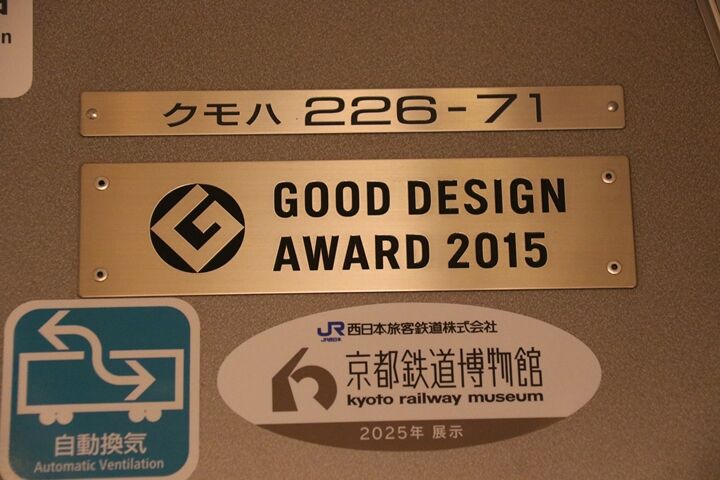 n
クモハ 226-71
GOOD DESIGN
AWARD 2015
自動換気
Automatic Ventilation
JR 西日本旅客鉄道株式会社
JR西日本
京都鉄道博物館
kyoto railway museum
2025年 展示